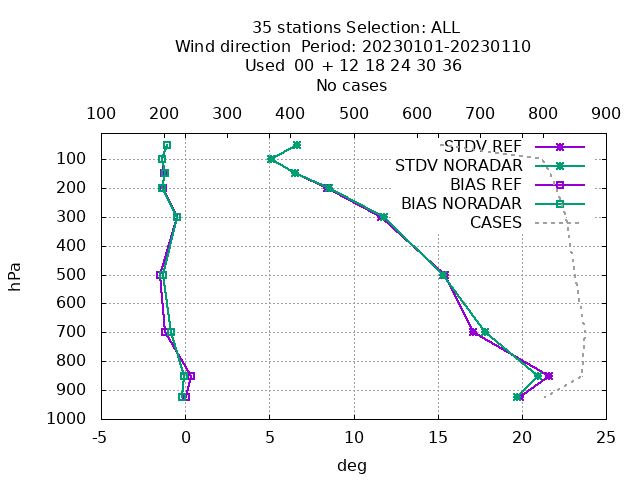 35 stations Selection: ALL
Wind direction  Period: 20230101-20230110
Used  00 + 12 18 24 30 36
No cases
100 200 300 400 500 600 700 800 900
STDV REF
STDV NORADAR
BIAS REF
BIAS NORADAR
CASES
hPa
100
200
300
400
500
600
700
800
900
1000
-5 0 5 10 15 20 25
deg